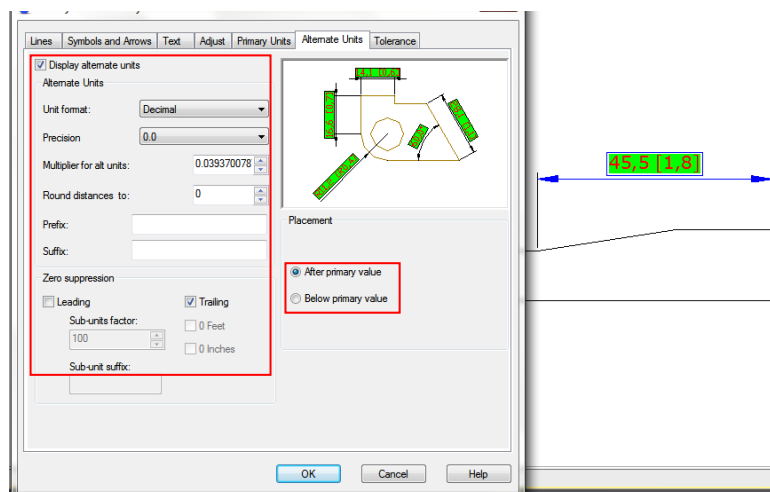 Lines Symbols and Arrows Text Adjust Primary Units Alternate Units Tolerance
Display alternate units
Alternate Units
Unit format: Decimal
Precision 0.0
Multiplier for alt units: 0.039370078
Round distances to: 0
Prefix:
Suffix:
Zero suppression
Leading Trailing
Sub-units factor: 0 Feet
100 0 Inches
Sub-unit suffix:
Placement
After primary value
Below primary value
OK Cancel Help
45,5 [1,8]